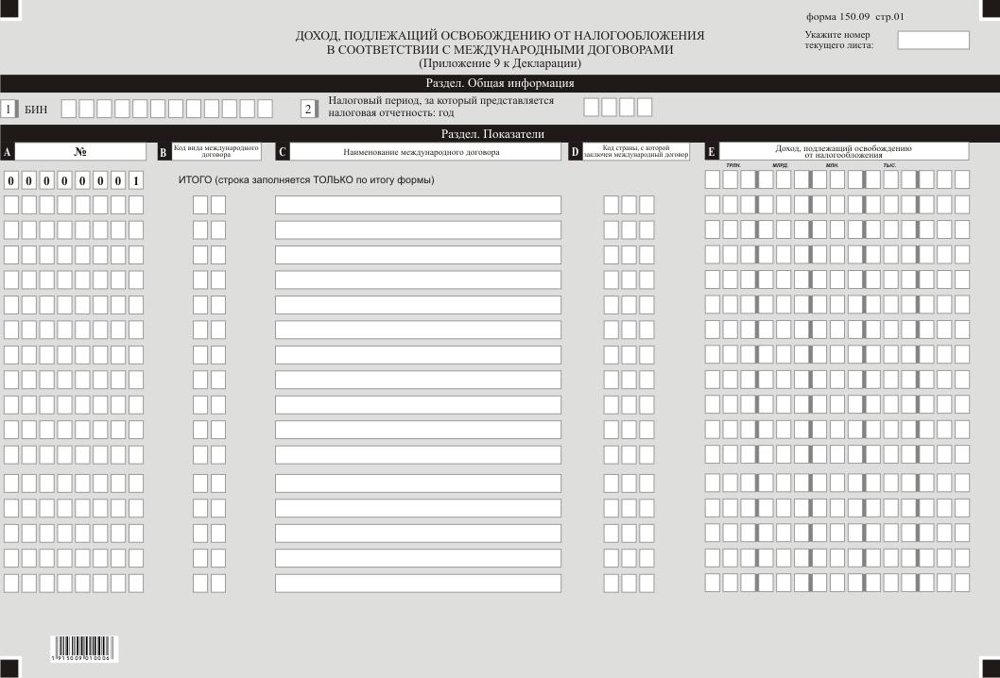 форма 150.09 стр.01
ДОХОД, ПОДЛЕЖАЩИЙ ОСВОБОЖДЕНИЮ ОТ НАЛОГООБЛОЖЕНИЯ
В СООТВЕТСТВИИ С МЕЖДУНАРОДНЫМИ ДОГОВОРАМИ
(Приложение 9 к Декларации)
Укажите номер
текущего листа:
Раздел. Общая информация
1 БИН
2 Налоговый период, за который представляется
налоговая отчетность: год
Раздел. Показатели
A №
B Код вида международного
договора
C Наименование международного договора
D Код страны, с которой
заключен международный договор
E Доход, подлежащий освобождению
от налогообложения
ТРЛН. МЛРД. МЛН. ТЫС.
0 0 0 0 0 0 0 1 ИТОГО (строка заполняется ТОЛЬКО по итогу формы)
1915009010006